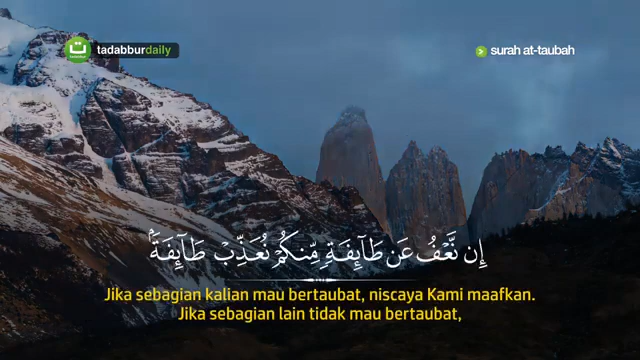 tadabburdaily
surah at-taubah
إِن نَّعْفُ عَن طَآئِفَةٍ مِّنكُمْ نُعَذِّبْ طَآئِفَةًۢ
Jika sebagian kalian mau bertaubat, niscaya Kami maafkan.
Jika sebagian lain tidak mau bertaubat,